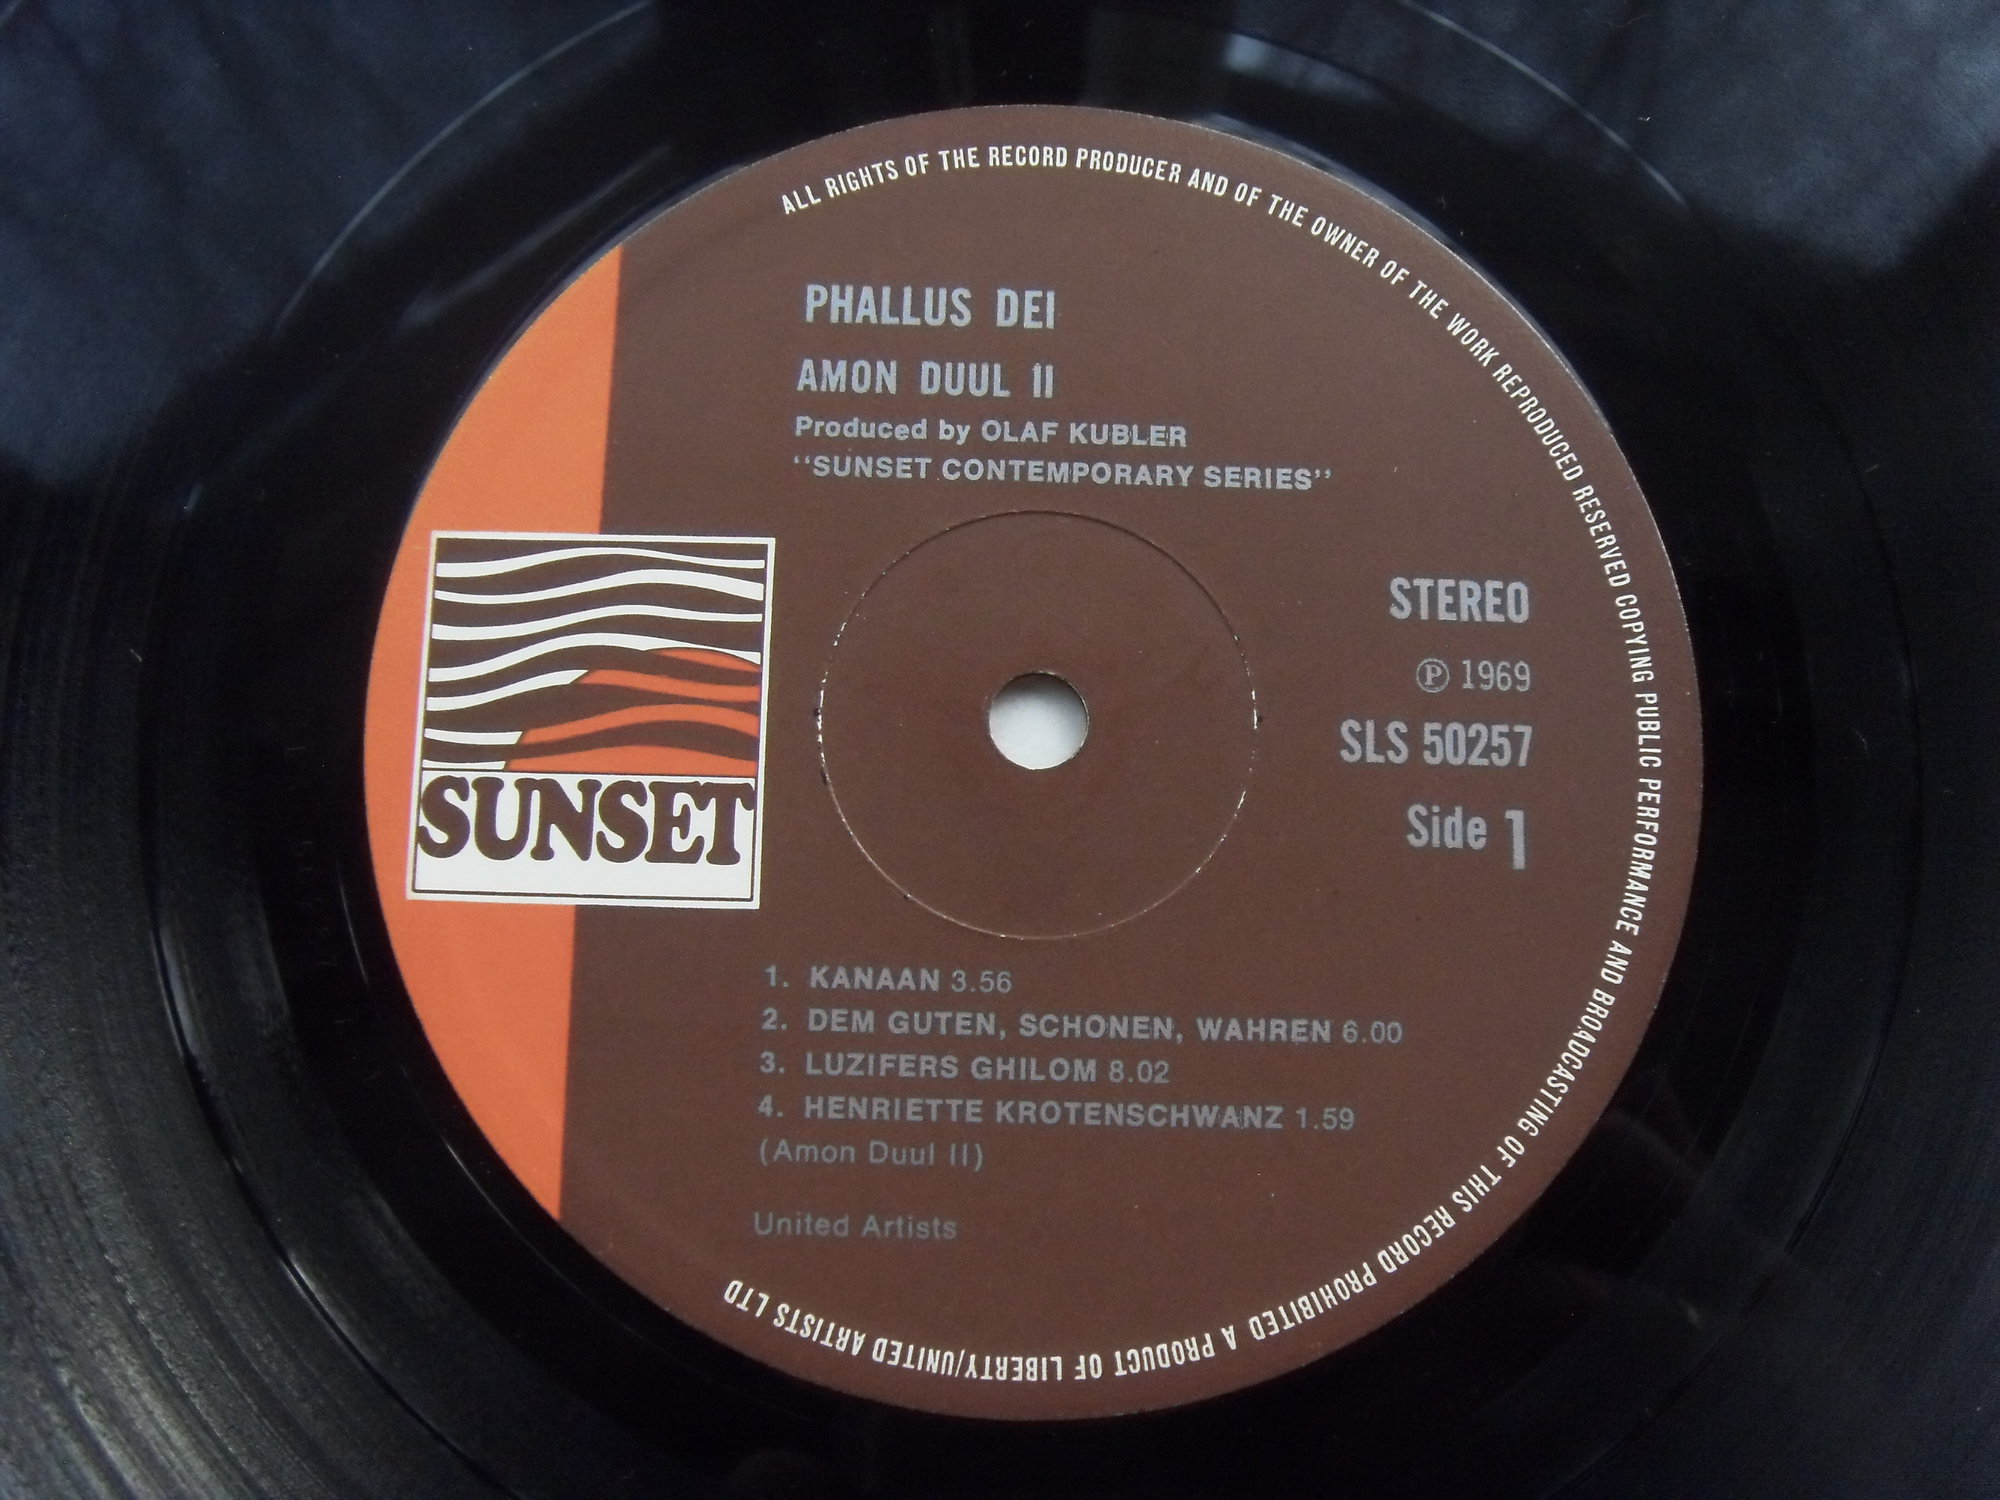 ALL RIGHTS OF THE RECORD PRODUCER AND OF THE OWNER OF THE WORK REPRODUCED RESERVED COPYING PUBLIC PERFORMANCE AND BROADCASTING OF THIS RECORD PROHIBITED A PRODUCT OF LIBERTY/UNITED ARTISTS LTD
PHALLUS DEI
AMON DUUL II
Produced by OLAF KUBLER
"SUNSET CONTEMPORARY SERIES"
SUNSET
STEREO
℗ 1969
SLS 50257
Side 1
1. KANAAN 3.56
2. DEM GUTEN, SCHONEN, WAHREN 6.00
3. LUZIFERS GHILOM 8.02
4. HENRIETTE KROTENSCHWANZ 1.59
(Amon Duul II)
United Artists